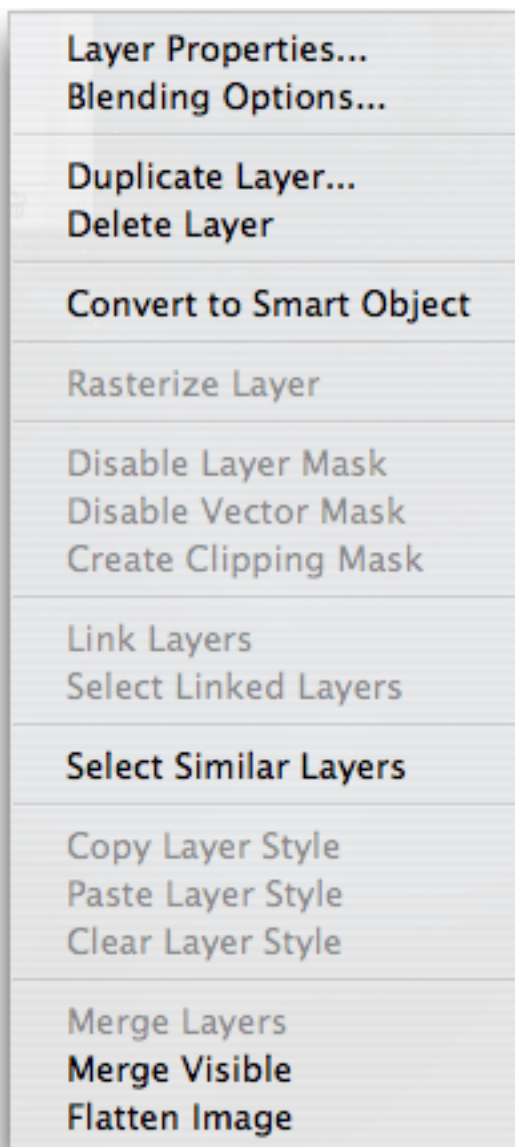 Layer Properties...
Blending Options...
Duplicate Layer...
Delete Layer
Convert to Smart Object
Rasterize Layer
Disable Layer Mask
Disable Vector Mask
Create Clipping Mask
Link Layers
Select Linked Layers
Select Similar Layers
Copy Layer Style
Paste Layer Style
Clear Layer Style
Merge Layers
Merge Visible
Flatten Image